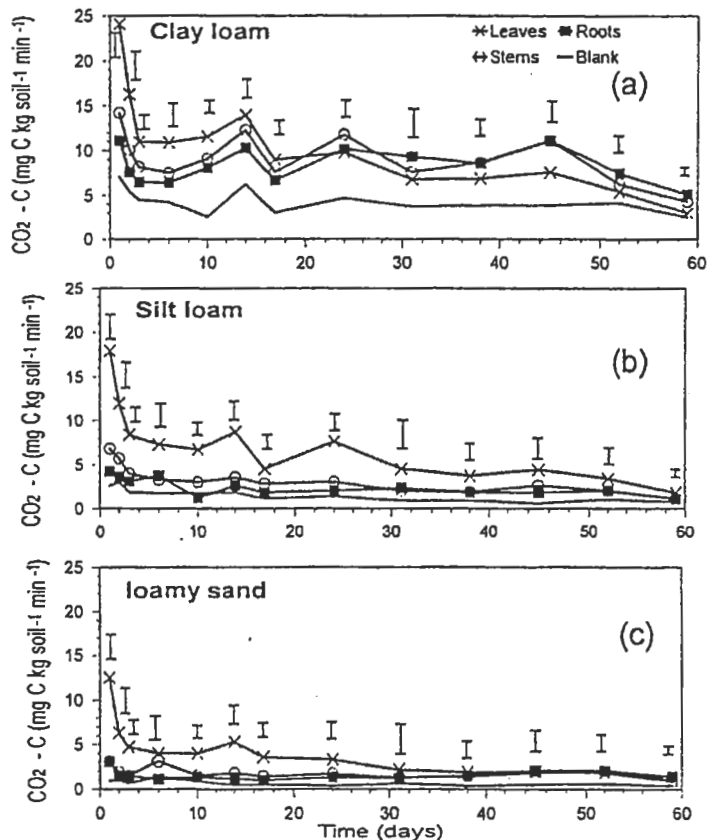 Clay loam
Leaves Roots
Stems Blank
(a)
CO2 - C (mg C kg soil-1 min-1)
25
20
15
10
5
0
0 10 20 30 40 50 60
Silt loam
(b)
CO2 - C (mg C kg soil-1 min-1)
25
20
15
10
5
0
0 10 20 30 40 50 60
loamy sand
(c)
CO2 - C (mg C kg soil-1 min-1)
25
20
15
10
5
0
0 10 20 30 40 50 60
Time (days)